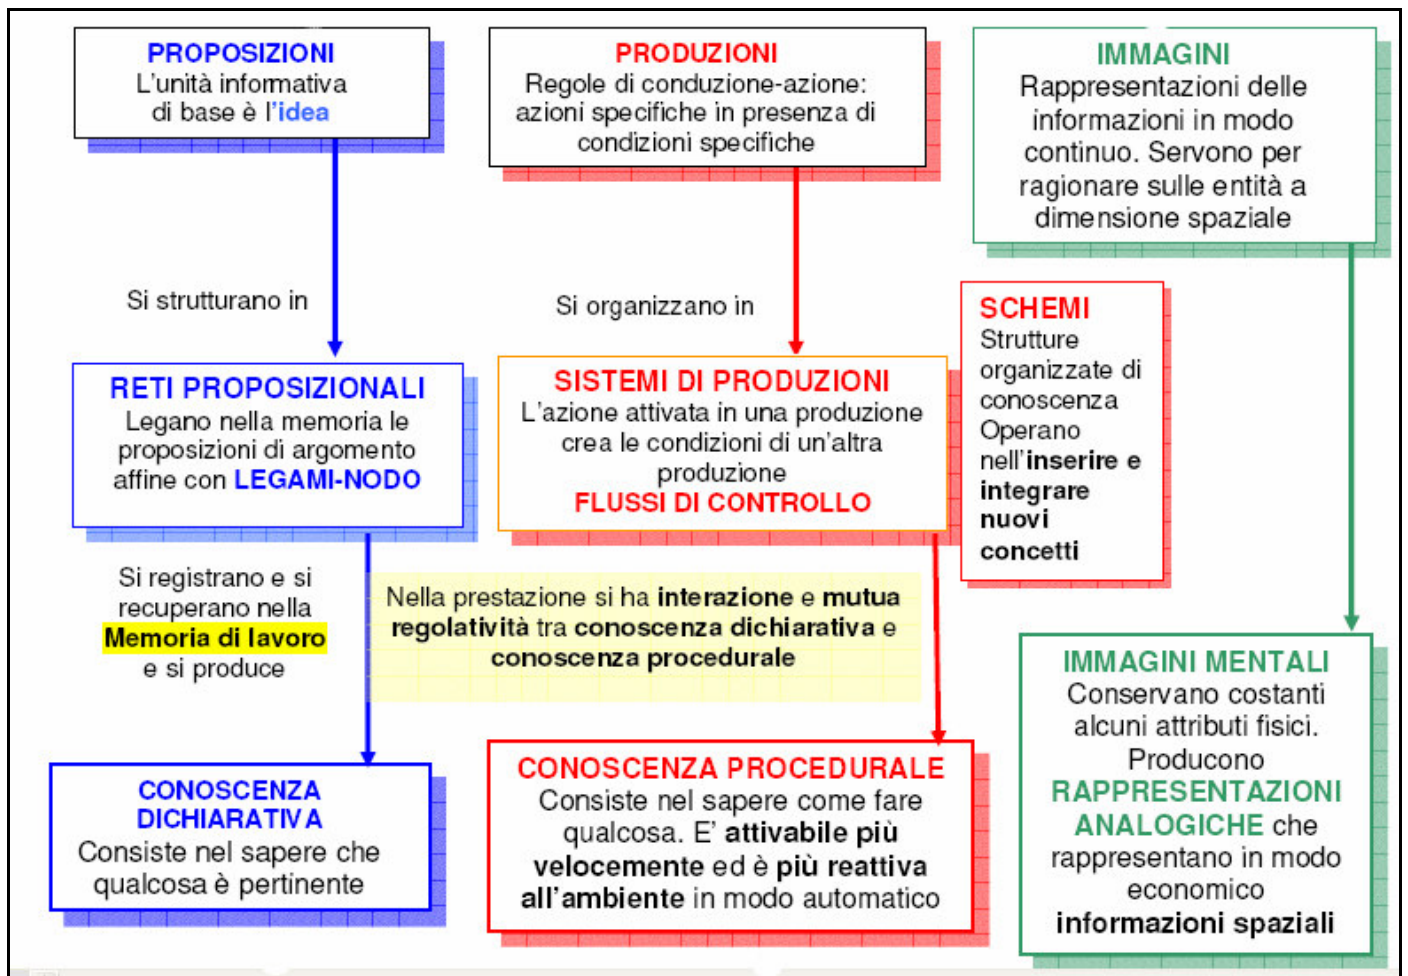 PROPOSIZIONI
L'unità informativa
di base è l'idea
PRODUZIONI
Regole di conduzione-azione:
azioni specifiche in presenza di
condizioni specifiche
IMMAGINI
Rappresentazioni delle
informazioni in modo
continuo. Servono per
ragionare sulle entità a
dimensione spaziale
Si strutturano in
Si organizzano in
SCHEMI
Strutture
organizzate di
conoscenza
Operano
nell'inserire e
integrare
nuovi
concetti
RETI PROPOSIZIONALI
Legano nella memoria le
proposizioni di argomento
affine con LEGAMI-NODO
SISTEMI DI PRODUZIONI
L'azione attivata in una produzione
crea le condizioni di un'altra
produzione
FLUSSI DI CONTROLLO
Si registrano e si
recuperano nella
Memoria di lavoro
e si produce
Nella prestazione si ha interazione e mutua
regolatività tra conoscenza dichiarativa e
conoscenza procedurale
IMMAGINI MENTALI
Conservano costanti
alcuni attributi fisici.
Producono
RAPPRESENTAZIONI
ANALOGICHE che
rappresentano in modo
economico
informazioni spaziali
CONOSCENZA
DICHIARATIVA
Consiste nel sapere che
qualcosa è pertinente
CONOSCENZA PROCEDURALE
Consiste nel sapere come fare
qualcosa. E' attivabile più
velocemente ed è più reattiva
all'ambiente in modo automatico